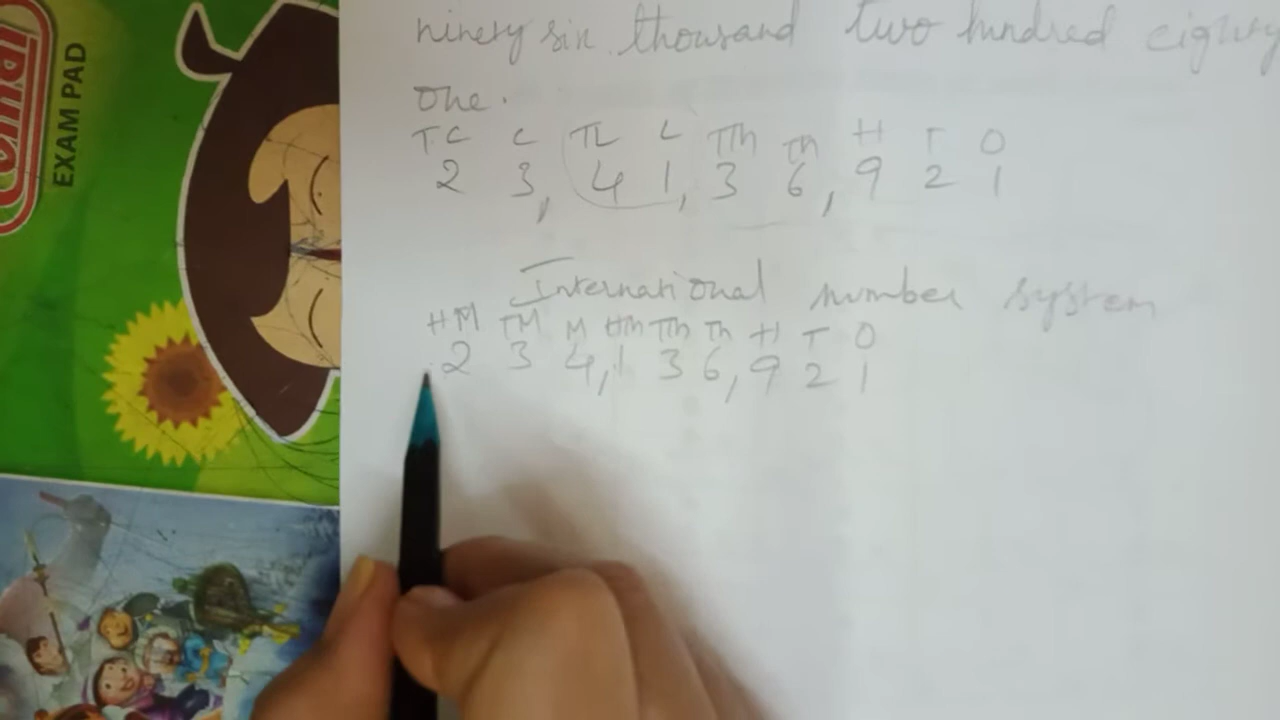 EXAM PAD
ninety six thousand two hundred eighty
one.
TC C TL L TTh Th H T O
2 3, 4 1, 3 6, 9 2 1
International number system
HM TM M HTh TTh Th H T O
2 3 4, 1 3 6, 9 2 1